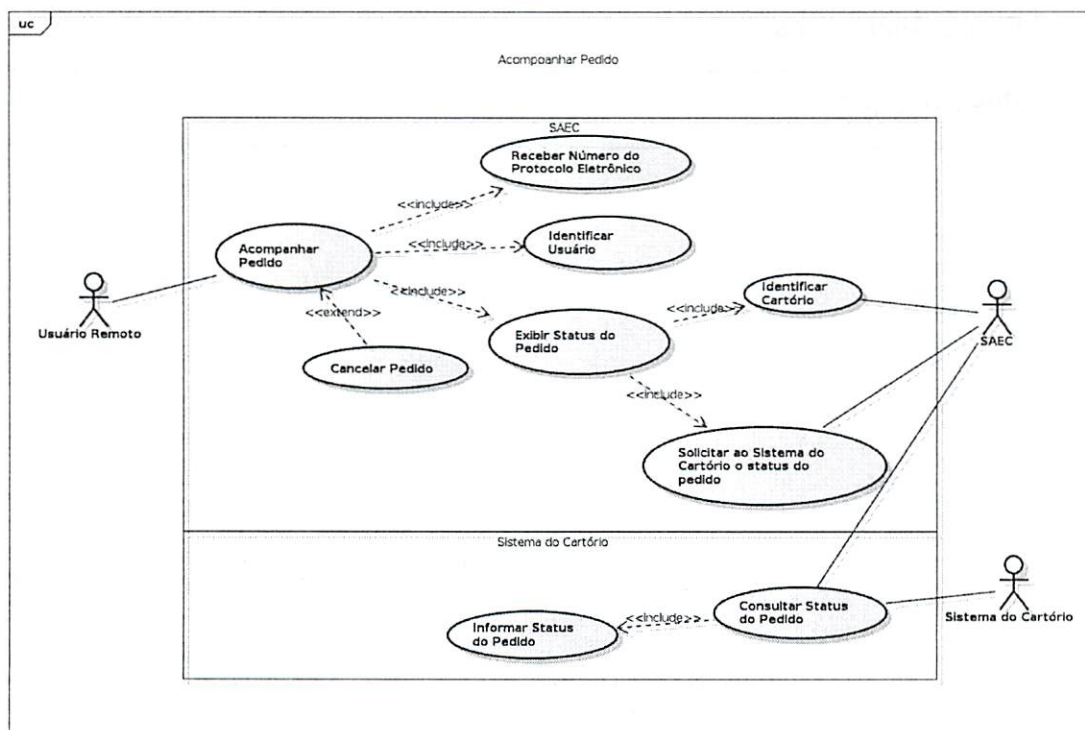 uc
Acompoanhar Pedido
SAEC
Receber Número do
Protocolo Eletrônico
<<include>>
Acompanhar
Pedido
<<include>>
Identificar
Usuário
<<include>>
Identificar
Cartório
<<include>>
<<extend>>
Usuário Remoto
Exibir Status do
Pedido
SAEC
Cancelar Pedido
<<include>>
Solicitar ao Sistema do
Cartório o status do
pedido
Sistema do Cartório
Consultar Status
do Pedido
<<include>>
Informar Status
do Pedido
Sistema do Cartório